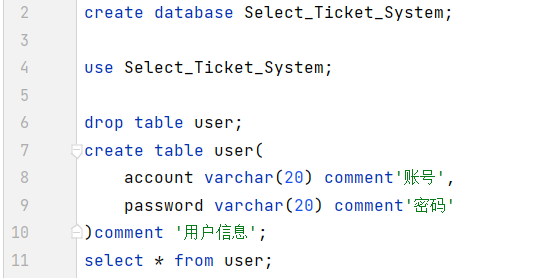 2 create database Select_Ticket_System;
3
4 use Select_Ticket_System;
5
6 drop table user;
7 create table user(
8 account varchar(20) comment'账号',
9 password varchar(20) comment'密码'
10 )comment '用户信息';
11 select * from user;